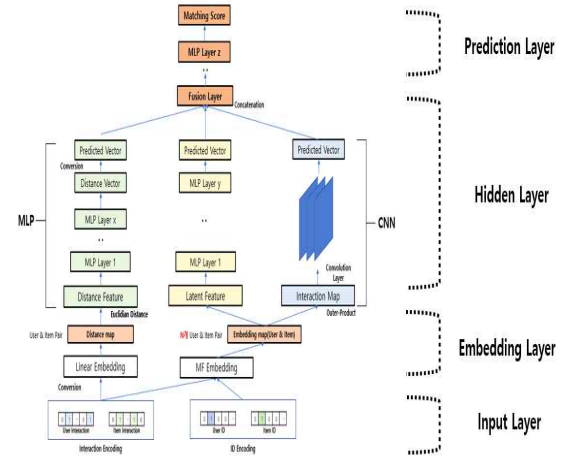 Matching Score
Prediction Layer
MLP Layer z
..
Fusion Layer
Concatenation
Predicted Vector
Predicted Vector
Predicted Vector
Conversion
Distance Vector
MLP Layer y
Hidden Layer
MLP
MLP Layer x
CNN
..
..
MLP Layer 1
MLP Layer 1
Convolution
Layer
Distance Feature
Latent Feature
Interaction Map
Euclidian Distance
Outer-Product
User & Item Pair
Distance map
User & Item Pair
Embedding map(User & Item)
Embedding Layer
Linear Embedding
MF Embedding
Conversion
Input Layer
0 1 - 0 1
User Interaction
Item Interaction
User ID
Item ID
Interaction Encoding
ID Encoding